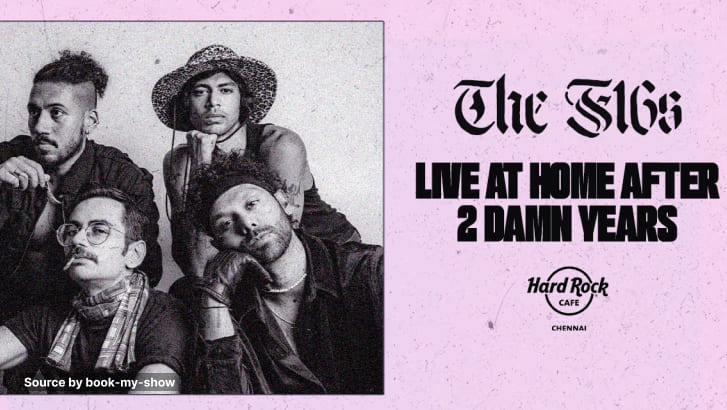 The F16s
LIVE AT HOME AFTER
2 DAMN YEARS
Hard Rock
CAFE
CHENNAI
Source by book-my-show